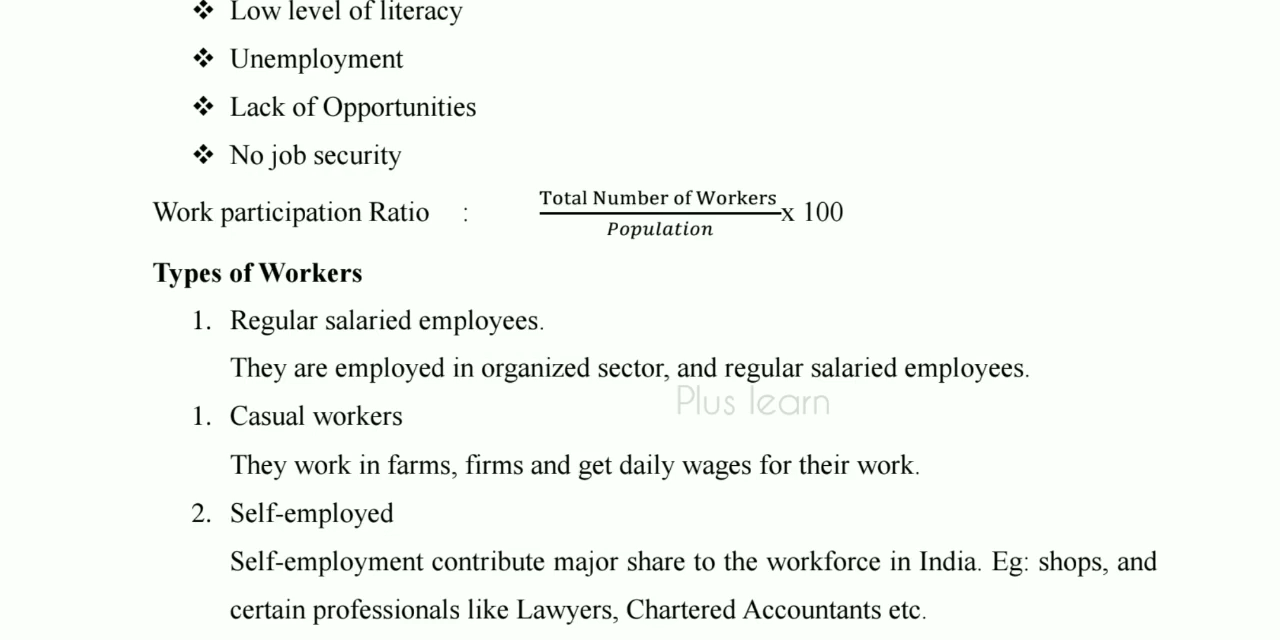 ❖ Low level of literacy
❖ Unemployment
❖ Lack of Opportunities
❖ No job security
Work participation Ratio : Total Number of Workers / Population x 100
Types of Workers
1. Regular salaried employees.
They are employed in organized sector, and regular salaried employees.
Plus learn
1. Casual workers
They work in farms, firms and get daily wages for their work.
2. Self-employed
Self-employment contribute major share to the workforce in India. Eg: shops, and
certain professionals like Lawyers, Chartered Accountants etc.